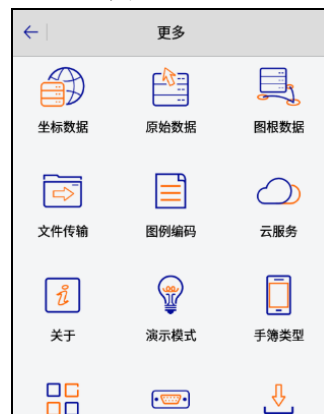 更多
坐标数据 原始数据 图根数据
文件传输 图例编码 云服务
关于 演示模式 手簿类型